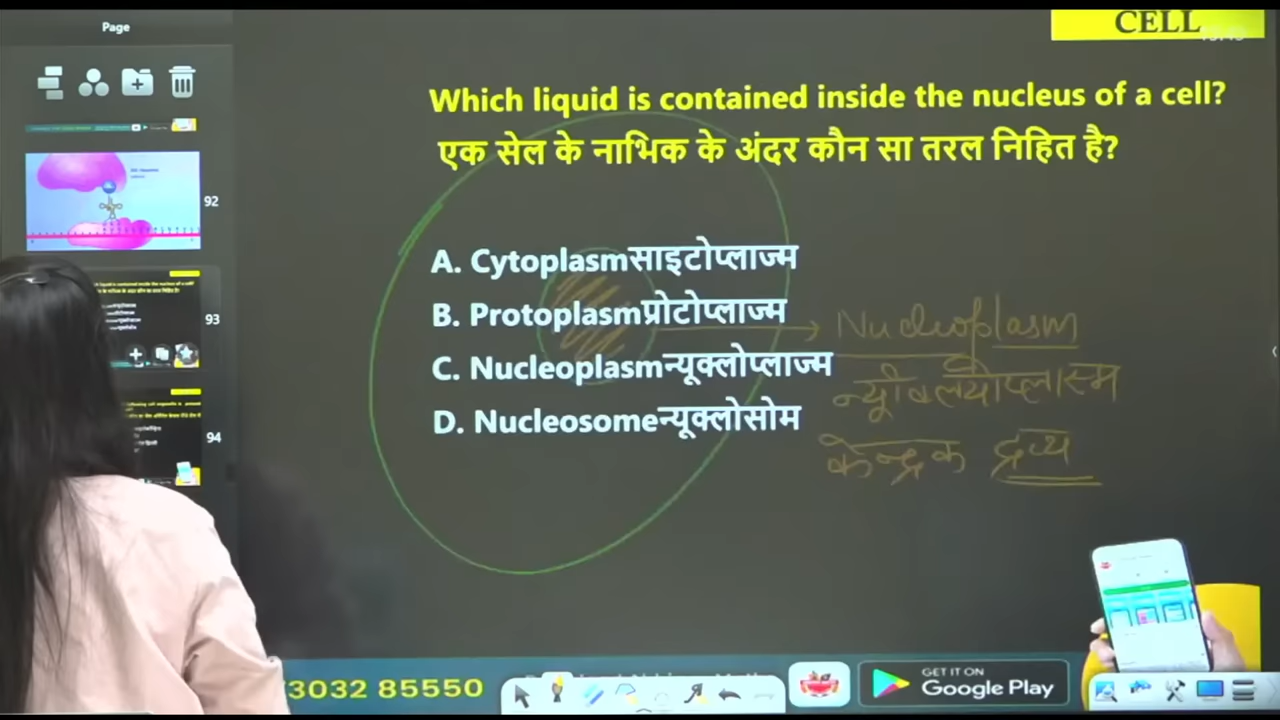 Page
CELL
Which liquid is contained inside the nucleus of a cell?
एक सेल के नाभिक के अंदर कौन सा तरल निहित है?
92
A. Cytoplasmसाइटोप्लाज्म
B. Protoplasmप्रोटोप्लाज्म
Nucleoplasm
93
C. Nucleoplasmन्यूक्लोप्लाज्म
D. Nucleosomeन्यूक्लोसोम
94
केन्द्रक द्रव्य
3032 85550
GET IT ON
Google Play